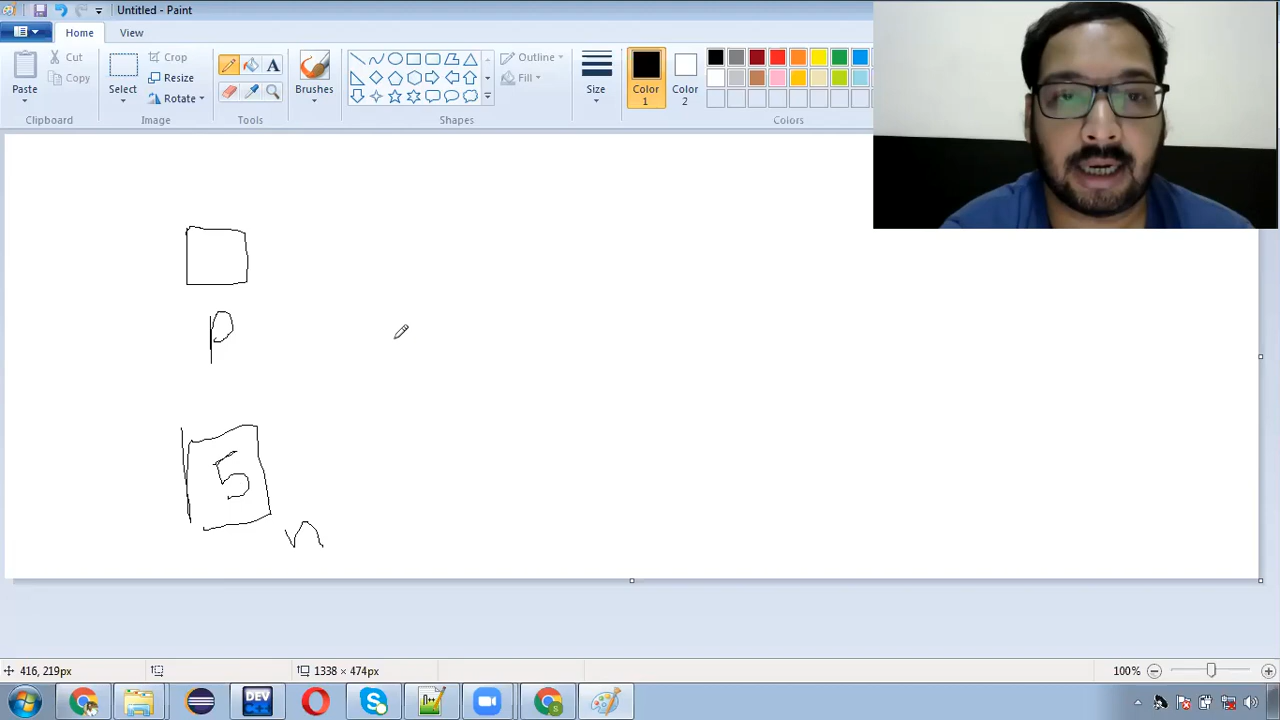 Untitled - Paint
Home View
Paste
Cut
Copy
Clipboard
Select
Crop
Resize
Rotate
Image
A
Tools
Brushes
Shapes
Outline
Fill
Size
Color 1
Color 2
Colors
p
5
n
416, 219px
1338 × 474px
100%
DEV